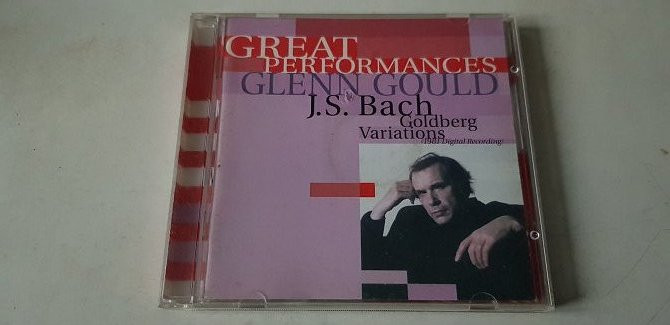 GREAT
PERFORMANCES
GLENN GOULD
J.S. Bach
Goldberg
Variations
(1981 Digital Recording)